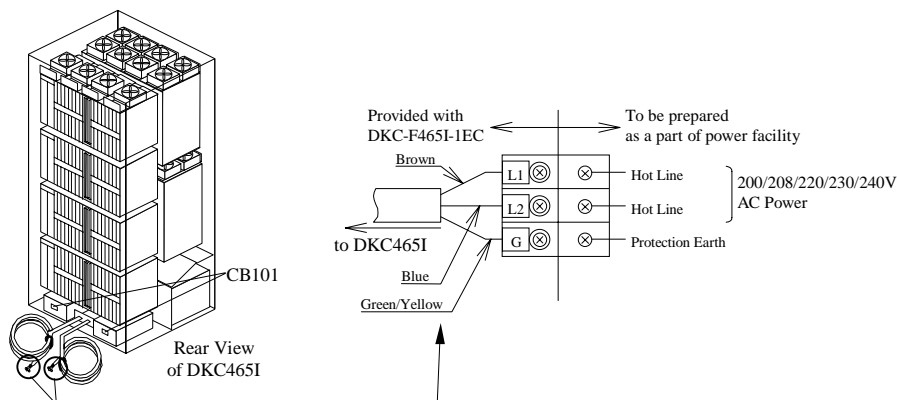 CB101
Rear View
of DKC465I
Provided with
DKC-F465I-1EC
To be prepared
as a part of power facility
Brown
L1
Hot Line
L2
Hot Line
G
Protection Earth
200/208/220/230/240V
AC Power
to DKC465I
Blue
Green/Yellow